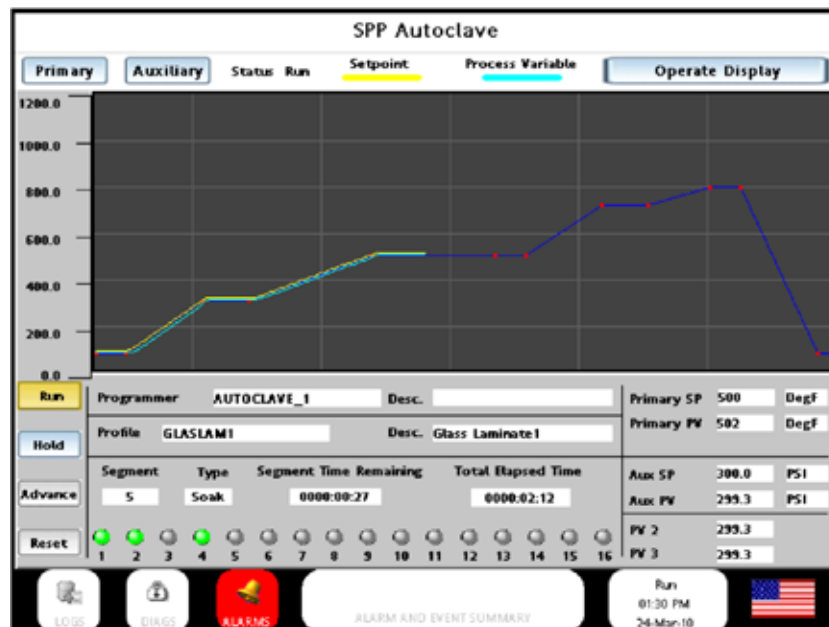 SPP Autoclave
Primary Auxiliary Status Run Setpoint Process Variable Operate Display
1200.0
1000.0
800.0
600.0
400.0
200.0
0.0
Run Programmer AUTOCLAVE_1 Desc. Primary SP 500 DegF
Primary PV 502 DegF
Profile GLASLAM1 Desc. Glass Laminate1
Hold
Segment Type Segment Time Remaining Total Elapsed Time Aux SP 300.0 PSI
Advance 5 Soak 0000:00:27 0000:02:12 Aux PV 299.3 PSI
PV 2 299.3
Reset
1 2 3 4 5 6 7 8 9 10 11 12 13 14 15 16 PV 3 299.3
Run
01:30 PM
LOGS DIAGS ALARMS ALARM AND EVENT SUMMARY
24-Mar-10